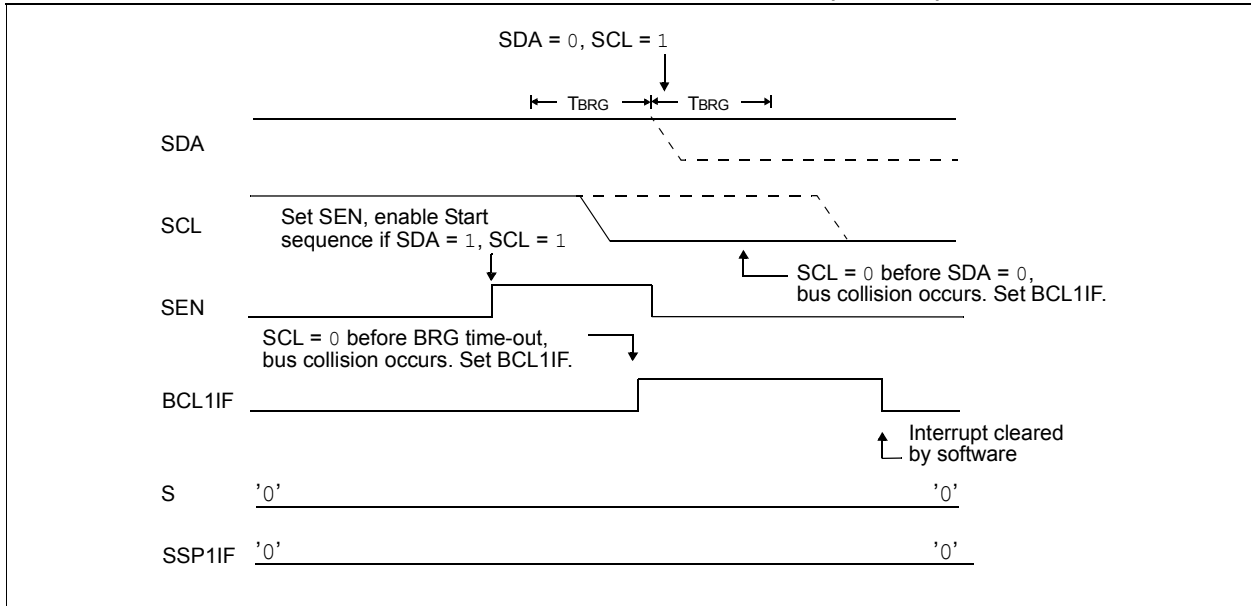 SDA = 0, SCL = 1
TBRG TBRG
SDA
SCL
Set SEN, enable Start
sequence if SDA = 1, SCL = 1
SCL = 0 before SDA = 0,
bus collision occurs. Set BCL1IF.
SEN
SCL = 0 before BRG time-out,
bus collision occurs. Set BCL1IF.
BCL1IF
Interrupt cleared
by software
S '0' '0'
SSP1IF '0' '0'